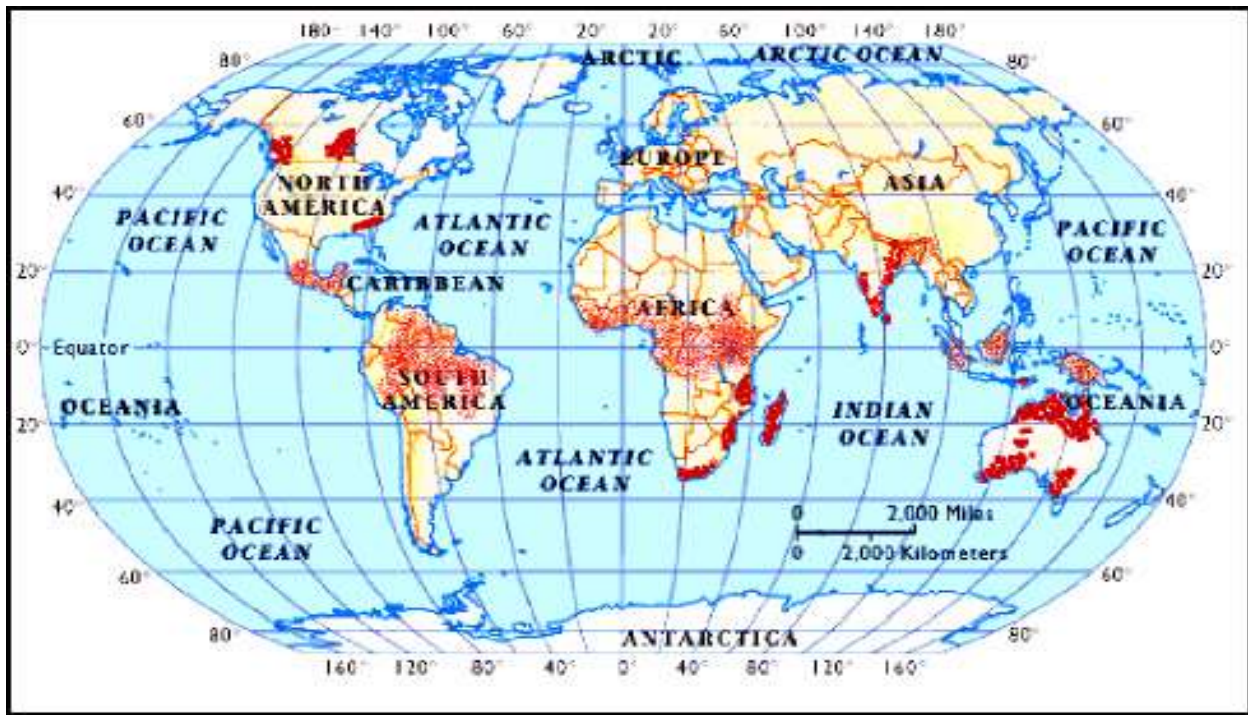 180° 140° 100° 60° 20° 20° 60° 100° 140° 180°
80° ARCTIC ARCTIC OCEAN 80°
60° 60°
EUROPE
NORTH AMERICA
ASIA
40° 40°
PACIFIC OCEAN
ATLANTIC OCEAN
PACIFIC OCEAN
20° CARIBBEAN 20°
AFRICA
0° Equator 0°
SOUTH AMERICA
OCEANIA
INDIAN OCEAN
OCEANIA
20° 20°
ATLANTIC OCEAN
40° 40°
0 2,000 Miles
0 2,000 Kilometers
PACIFIC OCEAN
60° 60°
80° ANTARCTICA 80°
160° 120° 80° 40° 0° 40° 80° 120° 160°